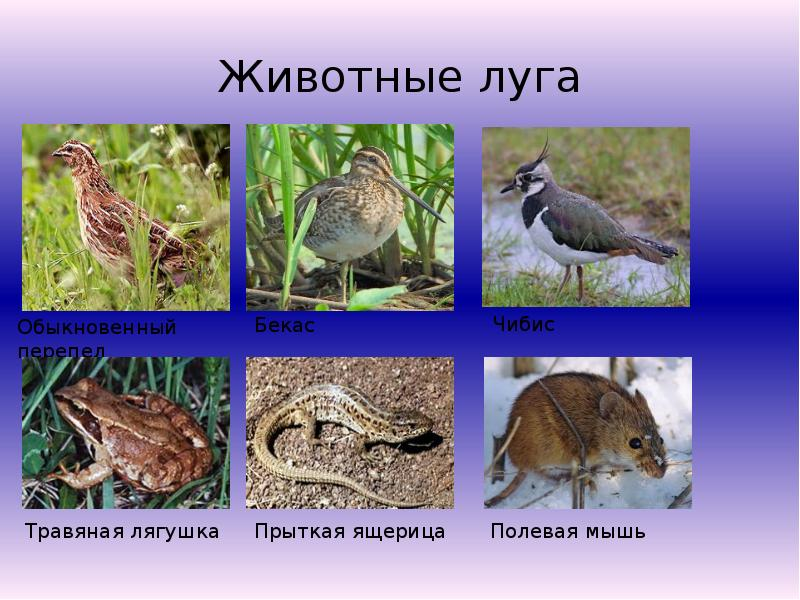 Животные луга
Обыкновенный
перепел
Бекас
Чибис
Травяная лягушка
Прыткая ящерица
Полевая мышь